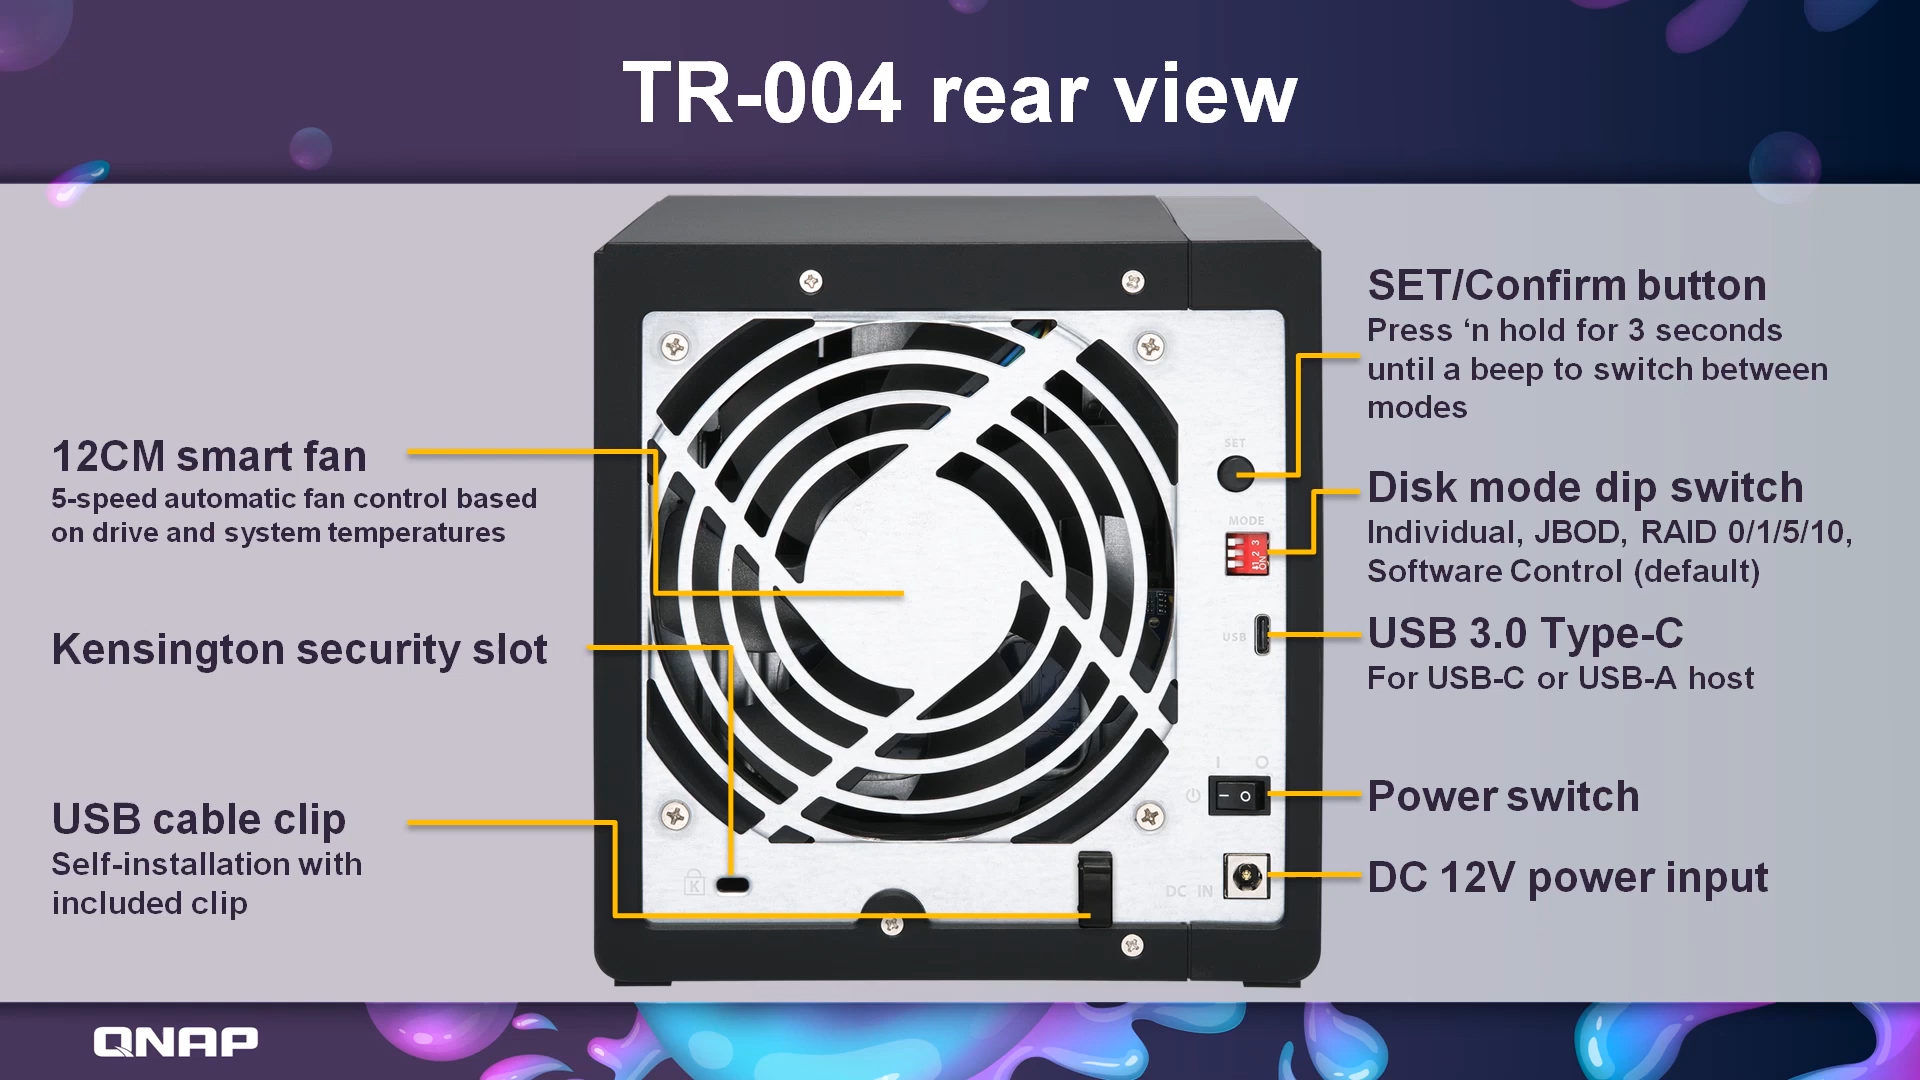 TR-004 rear view
12CM smart fan
5-speed automatic fan control based
on drive and system temperatures
Kensington security slot
USB cable clip
Self-installation with
included clip
SET/Confirm button
Press ‘n hold for 3 seconds
until a beep to switch between
modes
Disk mode dip switch
Individual, JBOD, RAID 0/1/5/10,
Software Control (default)
USB 3.0 Type-C
For USB-C or USB-A host
Power switch
DC 12V power input
SET
MODE
1 2 3
ON
USB
I O
K
DC IN
QNAP